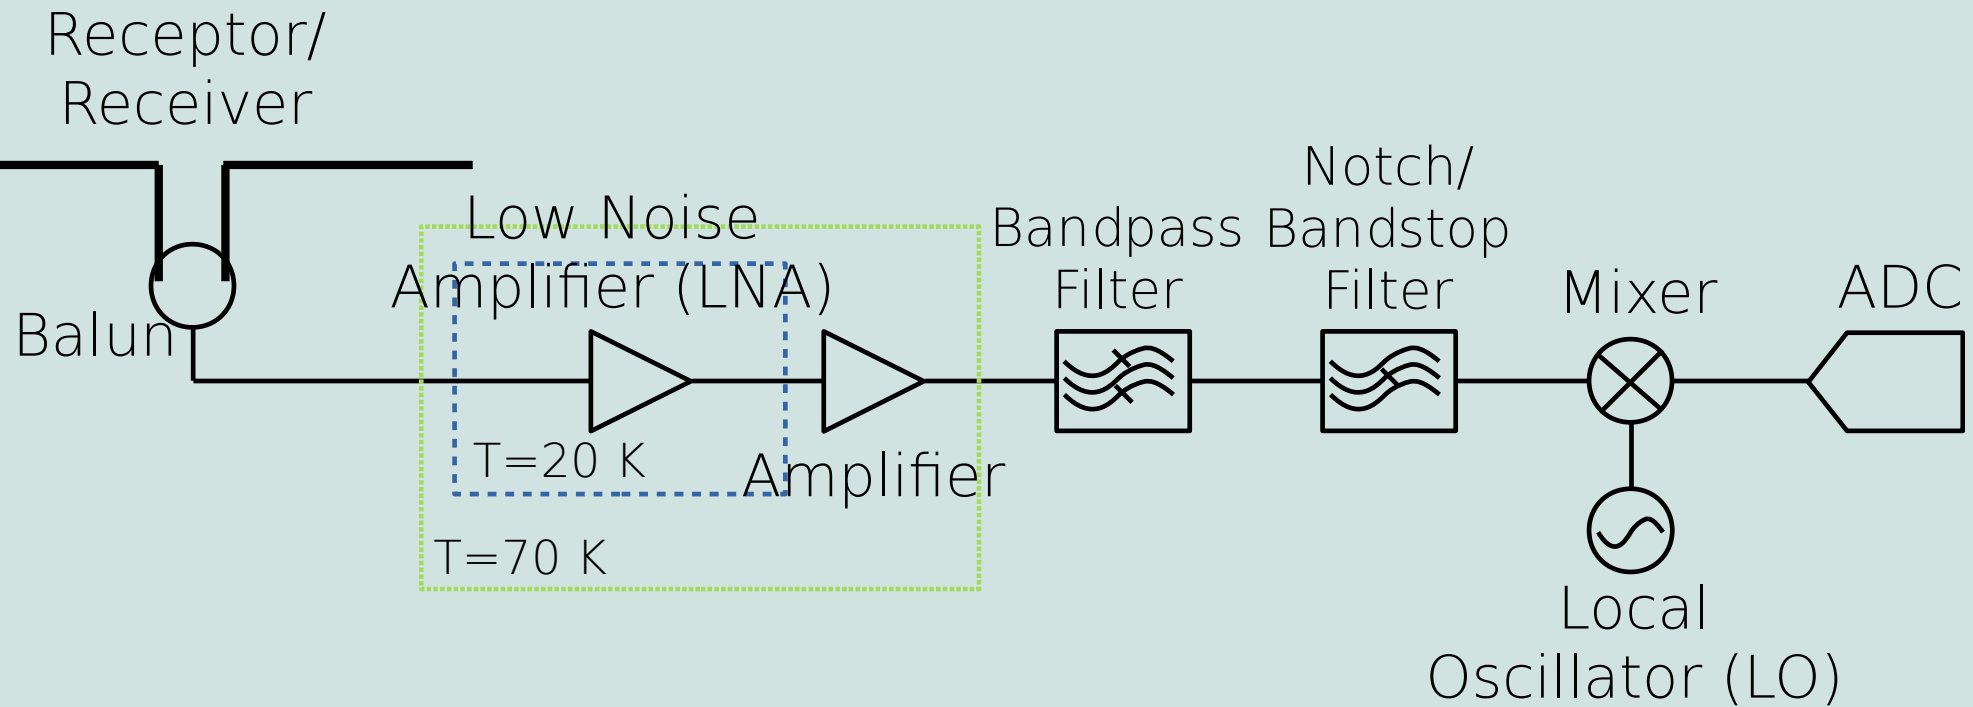 Receptor/
Receiver
Balun
Low Noise
Amplifier (LNA)
T=20 K
T=70 K
Amplifier
Bandpass
Filter
Notch/
Bandstop
Filter
Mixer
Local
Oscillator (LO)
ADC